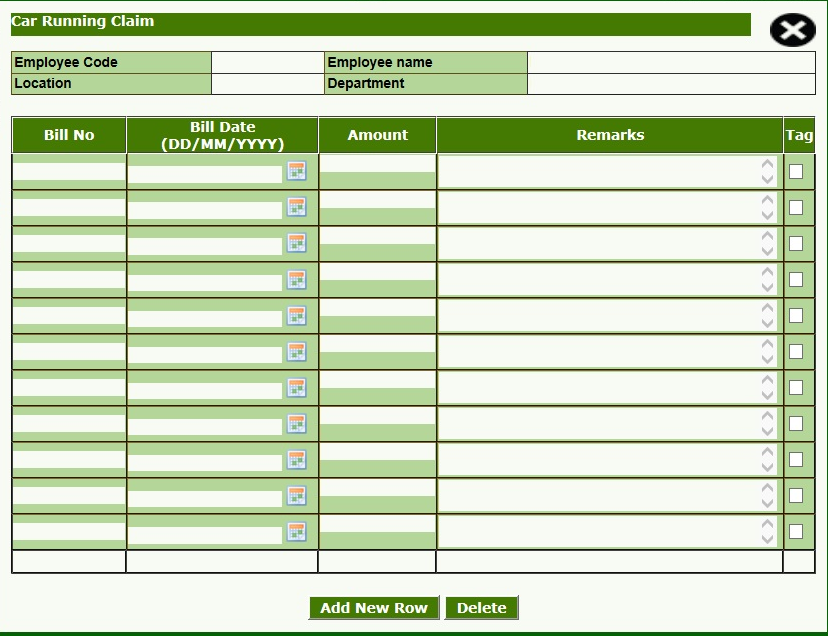 Car Running Claim
Employee Code Employee name
Location Department
Bill No Bill Date (DD/MM/YYYY) Amount Remarks Tag
Add New Row Delete